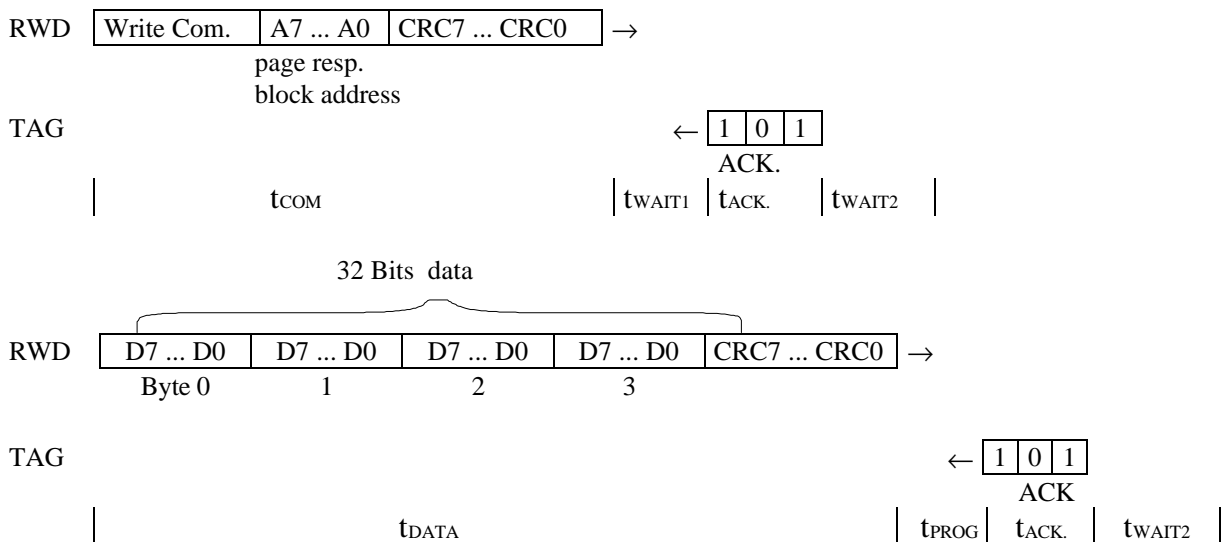 RWD Write Com. A7 ... A0 CRC7 ... CRC0 →
page resp.
block address
TAG ← 1 0 1
ACK.
tCOM tWAIT1 tACK. tWAIT2
32 Bits data
RWD D7 ... D0 D7 ... D0 D7 ... D0 D7 ... D0 CRC7 ... CRC0 →
Byte 0 1 2 3
TAG ← 1 0 1
ACK
tDATA tPROG tACK. tWAIT2